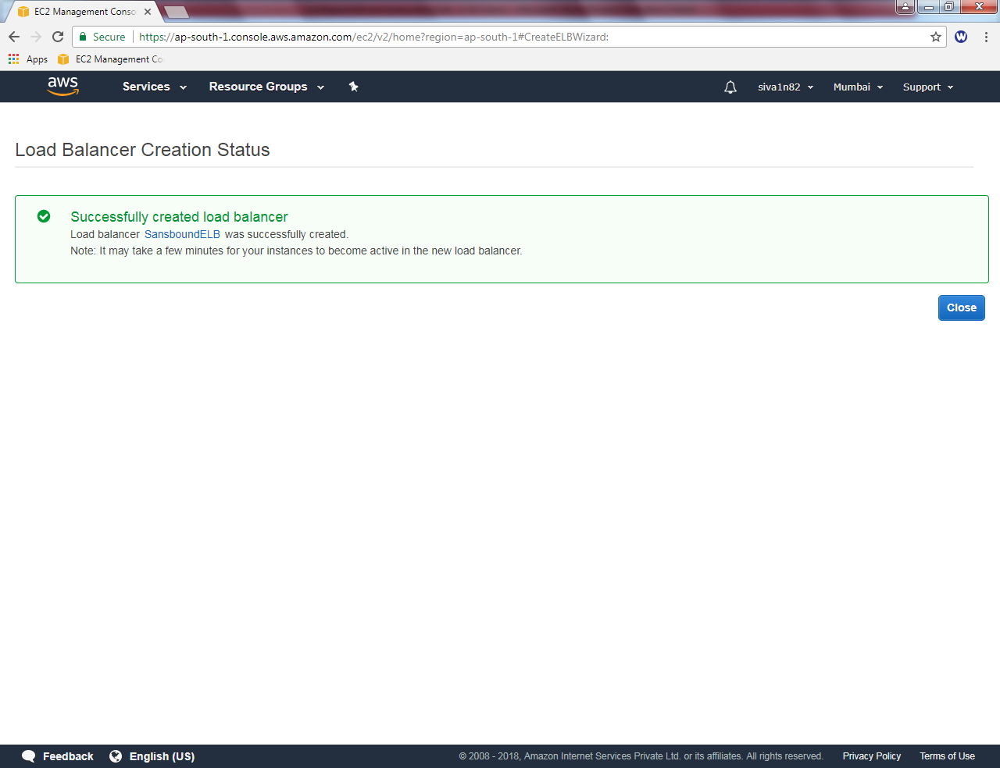 EC2 Management Conso
Secure https://ap-south-1.console.aws.amazon.com/ec2/v2/home?region=ap-south-1#CreateELBWizard: W
Apps EC2 Management Co
aws Services Resource Groups siva1n82 Mumbai Support
Load Balancer Creation Status
Successfully created load balancer
Load balancer SansboundELB was successfully created.
Note: It may take a few minutes for your instances to become active in the new load balancer.
Close
Feedback English (US) © 2008 - 2018, Amazon Internet Services Private Ltd. or its affiliates. All rights reserved. Privacy Policy Terms of Use